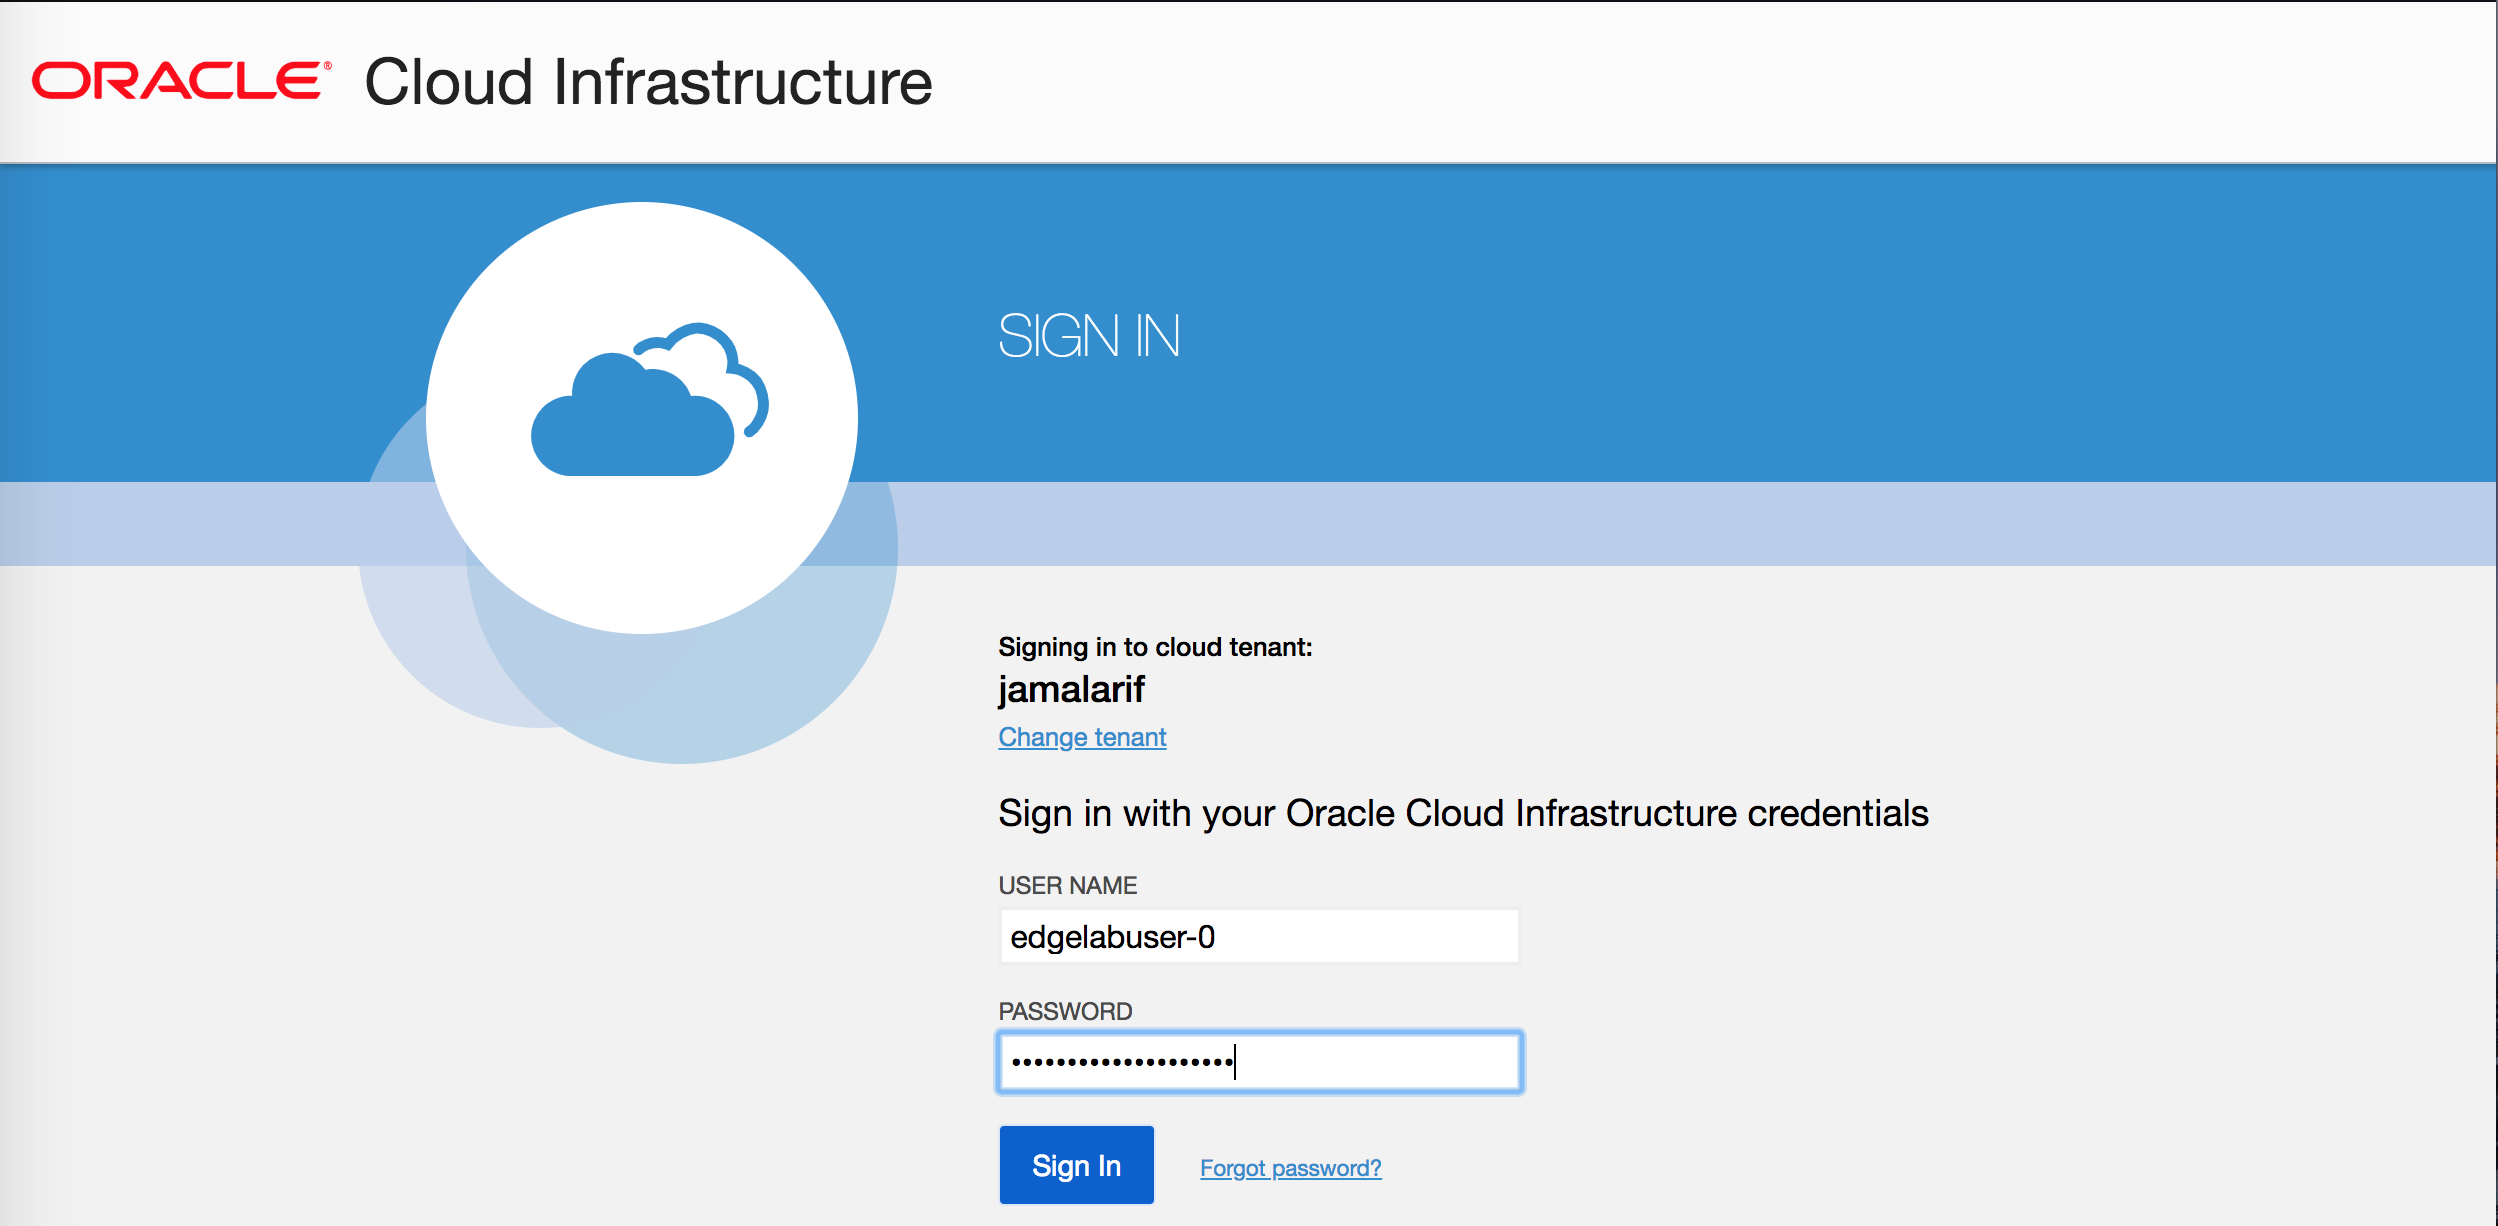 ORACLE® Cloud Infrastructure
SIGN IN
Signing in to cloud tenant:
jamalarif
Change tenant
Sign in with your Oracle Cloud Infrastructure credentials
USER NAME
edgelabuser-0
PASSWORD
••••••••••••••••••••
Sign In Forgot password?